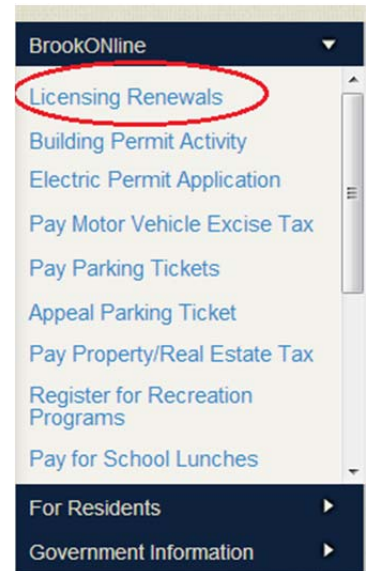 BrookONline
Licensing Renewals
Building Permit Activity
Electric Permit Application
Pay Motor Vehicle Excise Tax
Pay Parking Tickets
Appeal Parking Ticket
Pay Property/Real Estate Tax
Register for Recreation
Programs
Pay for School Lunches
For Residents
Government Information